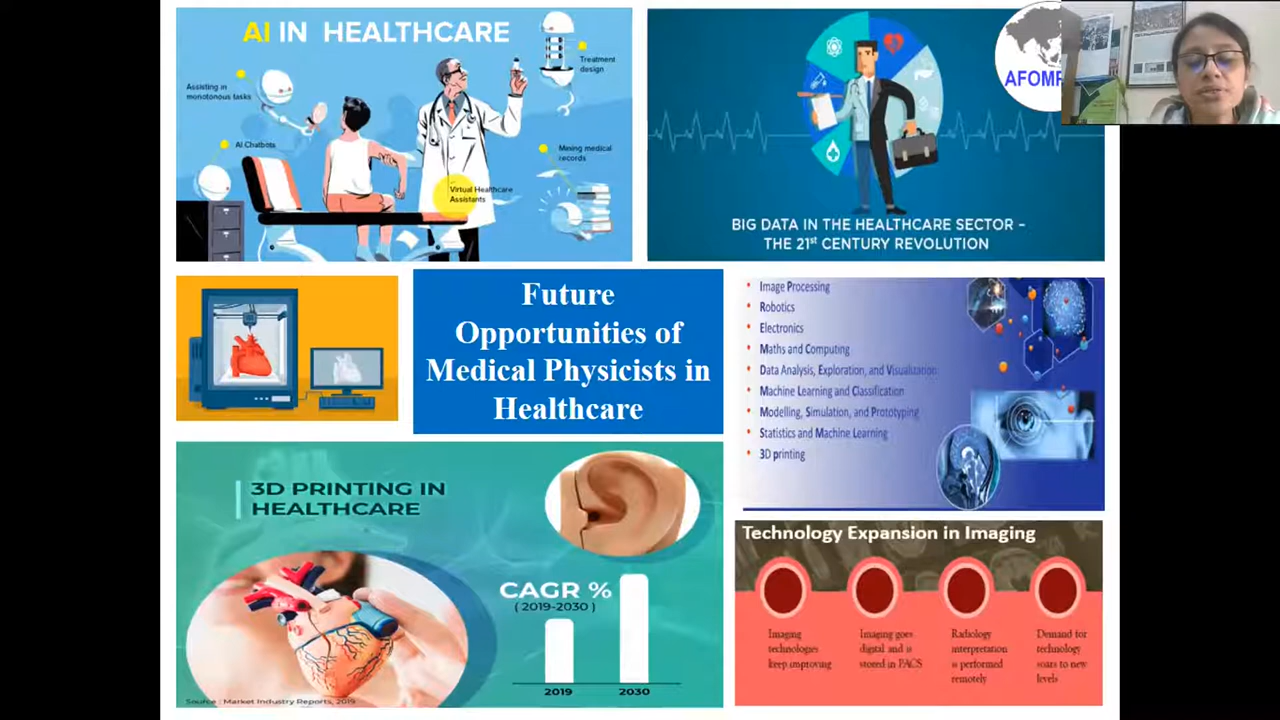 AI IN HEALTHCARE
Assisting in
monotonous tasks
AI Chatbots
Treatment
design
Mining medical
records
Virtual Healthcare
Assistants
BIG DATA IN THE HEALTHCARE SECTOR –
THE 21st CENTURY REVOLUTION
AFOMP
Future
Opportunities of
Medical Physicists in
Healthcare
• Image Processing
• Robotics
• Electronics
• Maths and Computing
• Data Analysis, Exploration, and Visualization
• Machine Learning and Classification
• Modelling, Simulation, and Prototyping
• Statistics and Machine Learning
• 3D printing
3D PRINTING IN
HEALTHCARE
CAGR %
( 2019-2030 )
2019
2030
Source : Market Industry Reports, 2019
Technology Expansion in Imaging
Imaging
technologies
keep improving
Imaging goes
digital and is
stored in PACS
Radiology
interpretation
is performed
remotely
Demand for
technology
soars to new
levels